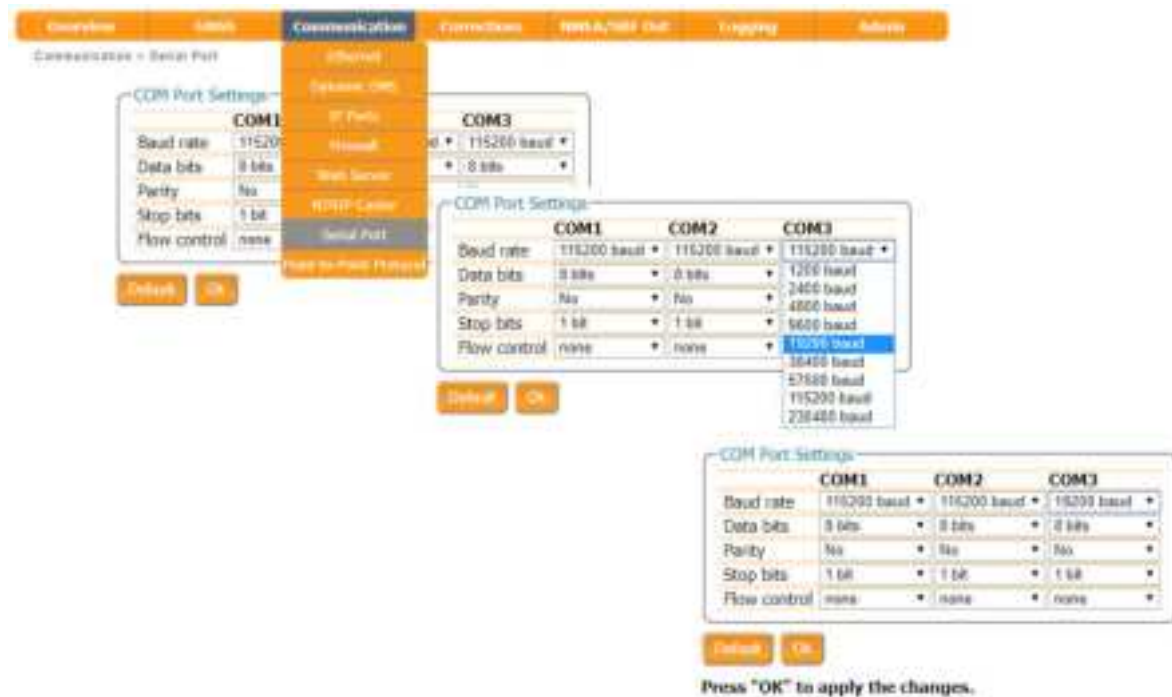 Overview GNSS Communication Corrections NMEA/SBF Out Logging Admin
Communication > Serial Port
Ethernet
Dynamic DNS
IP Ports
Firewall
Web Server
NTRIP Caster
Serial Port
Point-to-Point Protocol
COM Port Settings
COM1 COM3
Baud rate 115200 baud
Data bits 8 bits 8 bits
Parity No
Stop bits 1 bit
Flow control none
Default Ok
COM Port Settings
COM1 COM2 COM3
Baud rate 115200 baud 115200 baud 115200 baud
Data bits 8 bits 8 bits
Parity No No
Stop bits 1 bit 1 bit
Flow control none none
1200 baud
2400 baud
4800 baud
9600 baud
19200 baud
38400 baud
57600 baud
115200 baud
230400 baud
Default Ok
COM Port Settings
COM1 COM2 COM3
Baud rate 115200 baud 115200 baud 19200 baud
Data bits 8 bits 8 bits 8 bits
Parity No No No
Stop bits 1 bit 1 bit 1 bit
Flow control none none none
Default Ok
Press "OK" to apply the changes.